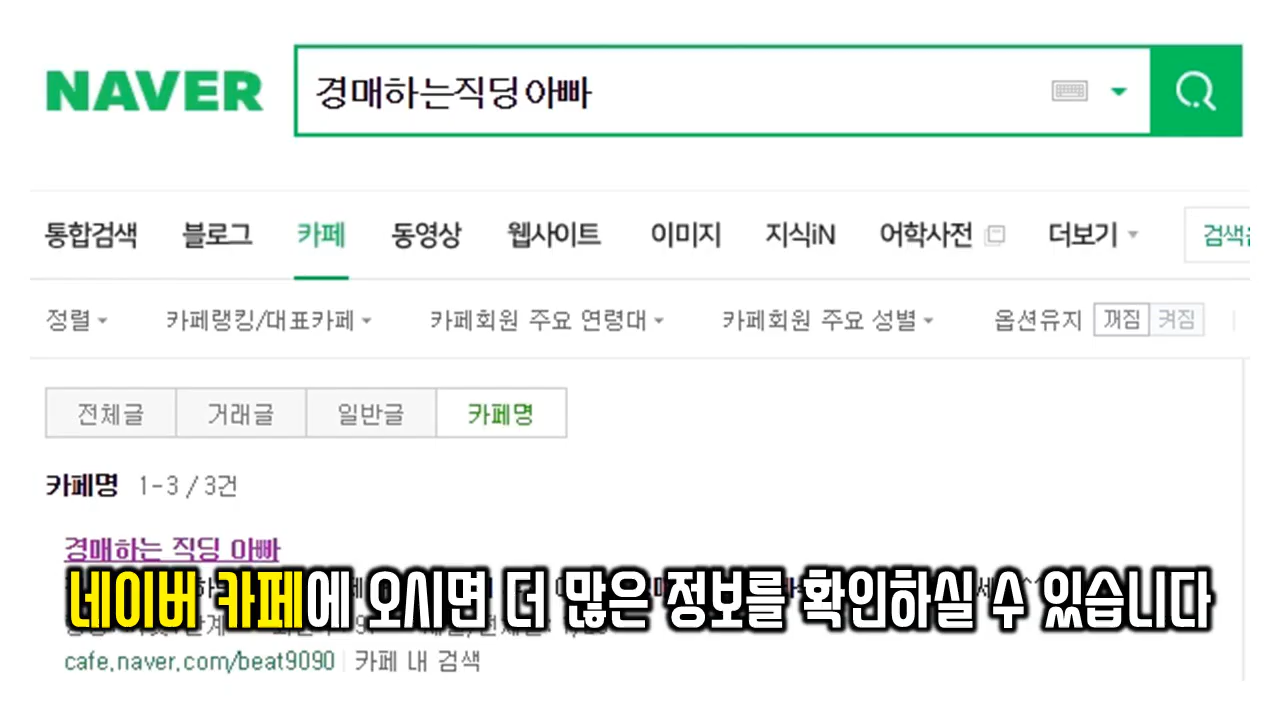 NAVER 경매하는직딩아빠
통합검색 블로그 카페 동영상 웹사이트 이미지 지식iN 어학사전 더보기 검색
정렬 카페랭킹/대표카페 카페회원 주요 연령대 카페회원 주요 성별 옵션유지 꺼짐 켜짐
전체글 거래글 일반글 카페명
카페명 1-3 / 3건
경매하는 직딩 아빠
네이버 카페에 오시면 더 많은 정보를 확인하실 수 있습니다
cafe.naver.com/beat9090 카페 내 검색